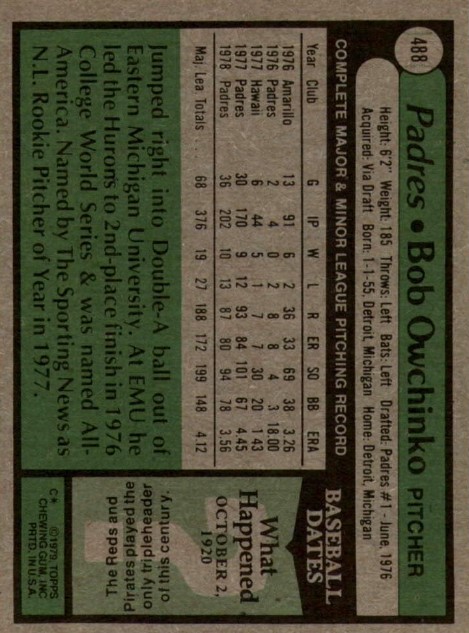 488
Padres • Bob Owchinko PITCHER
Height: 6'2" Weight: 185 Throws: Left Bats: Left Drafted: Padres #1-June, 1976
Acquired: Via Draft Born: 1-1-55 Detroit, Michigan Home: Detroit, Michigan
COMPLETE MAJOR & MINOR LEAGUE PITCHING RECORD
Year Club G IP W L R ER SO BB ERA
1976 Amarillo 13 91 6 2 36 33 69 38 3.26
1976 Padres 2 4 0 2 8 8 4 3 18.00
1977 Hawaii 6 44 5 1 7 7 30 20 1.43
1977 Padres 30 170 9 12 93 84 101 67 4.45
1978 Padres 36 202 10 13 87 80 94 78 3.56
Maj. Lea. Totals 68 376 19 27 188 172 199 148 4.12
Jumped right into Double-A ball out of
Eastern Michigan University. At EMU he
led the Hurons to 2nd-place finish in 1976
College World Series & was named All-
America. Named by The Sporting News as
N.L. Rookie Pitcher of Year in 1977.
BASEBALL
DATES
What
Happened
OCTOBER 2,
1920
The Reds and
Pirates played the
only tripleheader
of this century.
C* ©1979 TOPPS
CHEWING GUM, INC.
PRTD. IN U.S.A.